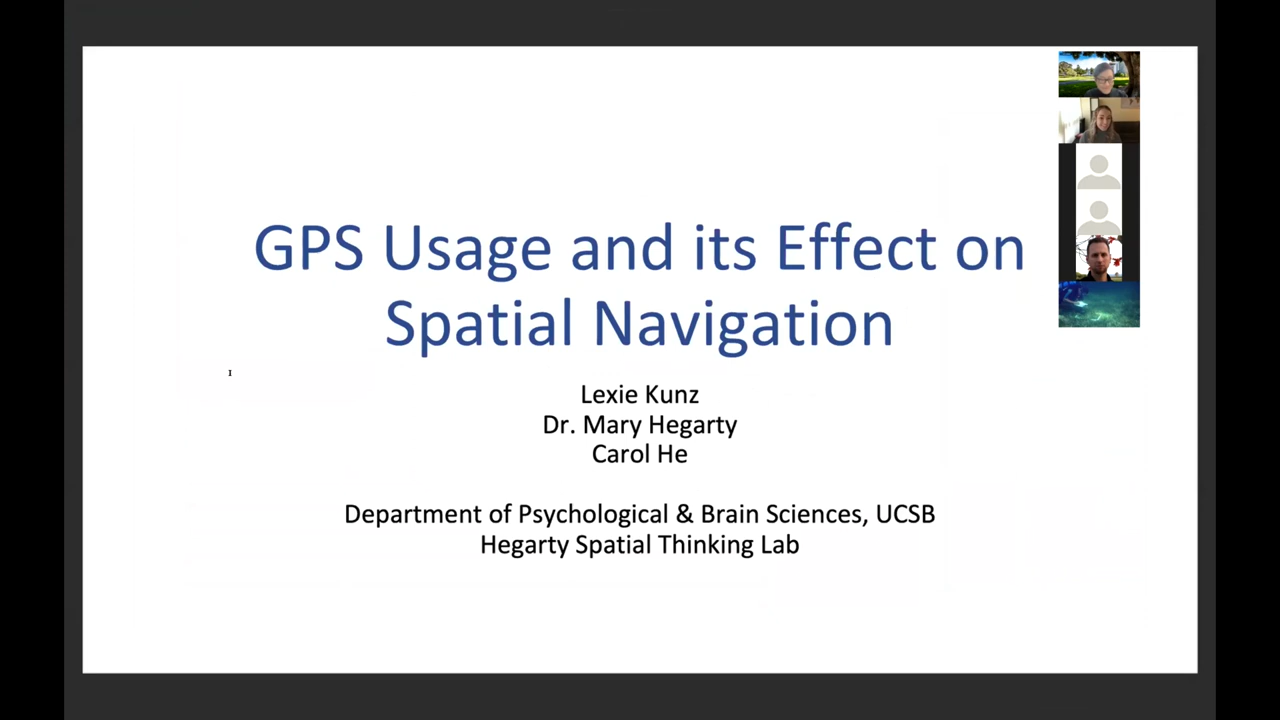 GPS Usage and its Effect on
Spatial Navigation
Lexie Kunz
Dr. Mary Hegarty
Carol He
Department of Psychological & Brain Sciences, UCSB
Hegarty Spatial Thinking Lab